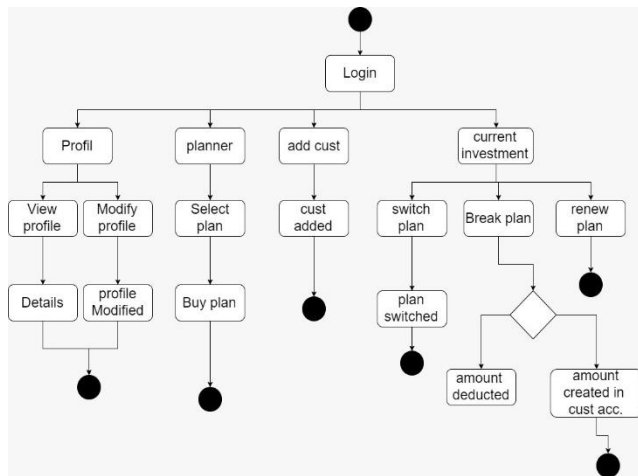 Login
Profil
planner
add cust
current
investment
View
profile
Modify
profile
Select
plan
cust
added
switch
plan
Break plan
renew
plan
Details
profile
Modified
Buy plan
plan
switched
amount
deducted
amount
created in
cust acc.